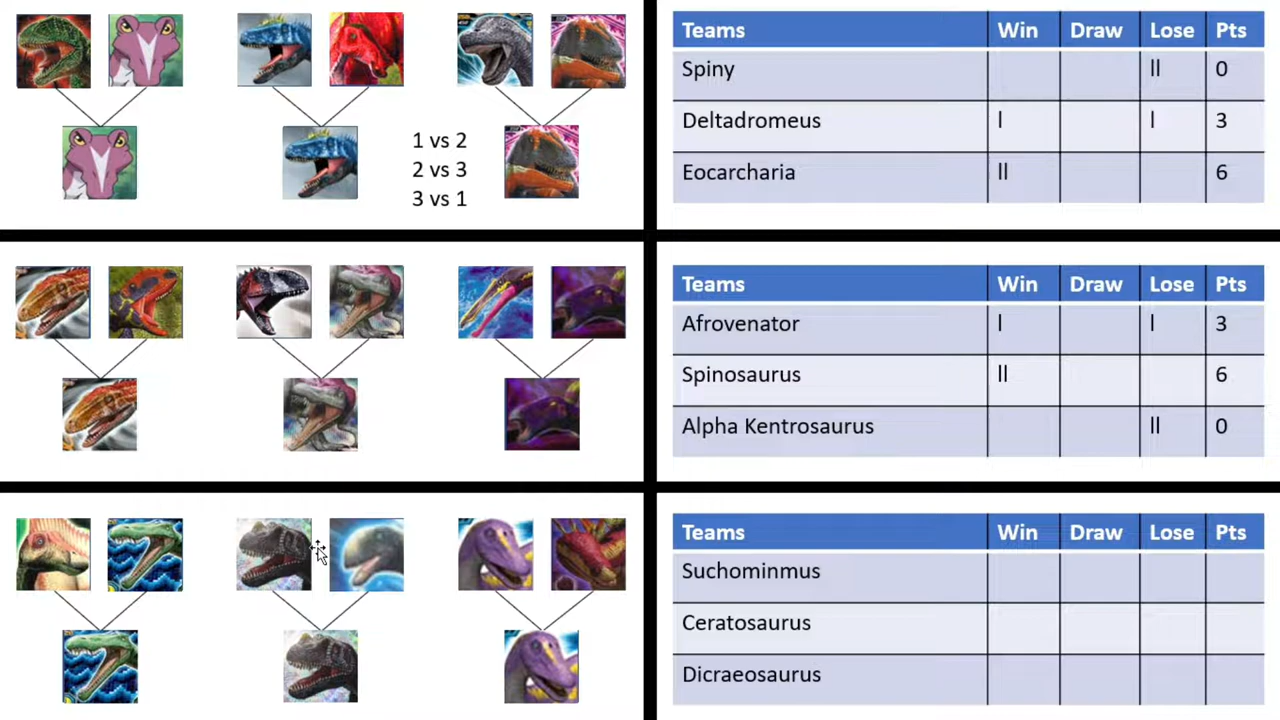 1 vs 2
2 vs 3
3 vs 1
Teams Win Draw Lose Pts
Spiny ll 0
Deltadromeus l l 3
Eocarcharia ll 6
Teams Win Draw Lose Pts
Afrovenator l l 3
Spinosaurus ll 6
Alpha Kentrosaurus ll 0
Teams Win Draw Lose Pts
Suchominmus
Ceratosaurus
Dicraeosaurus